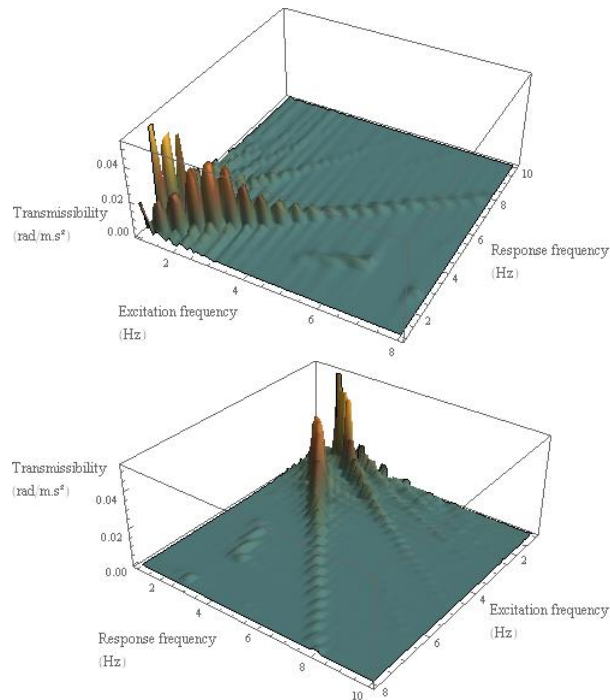 0.04
0.02
0.00
Transmissibility
(rad/m.s²)
2
4
6
8
Excitation frequency
(Hz)
2
4
6
8
10
Response frequency
(Hz)
Transmissibility
(rad/m.s²)
0.04
0.02
0.00
2
4
6
8
10
Response frequency
(Hz)
2
4
6
8
Excitation frequency
(Hz)